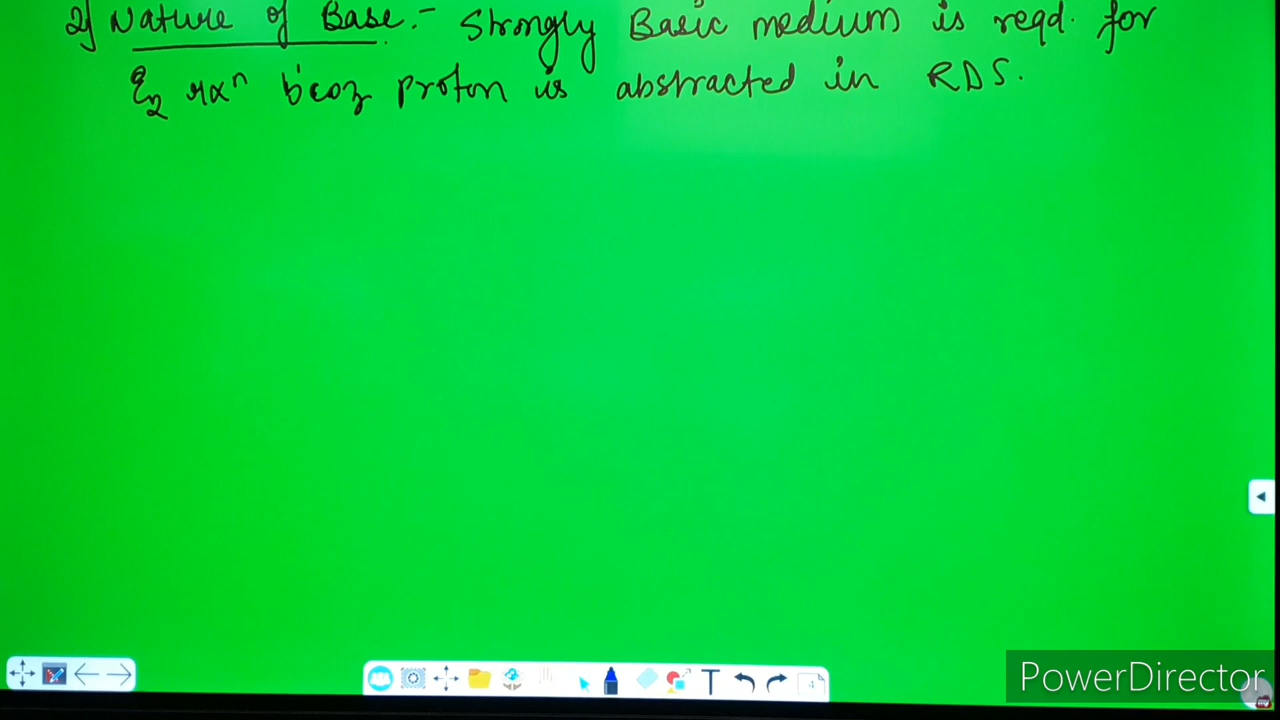 2) Nature of Base:- Strongly Basic medium is reqd. for
E2 rxn b'coz proton is abstracted in RDS.
T
4
PowerDirector